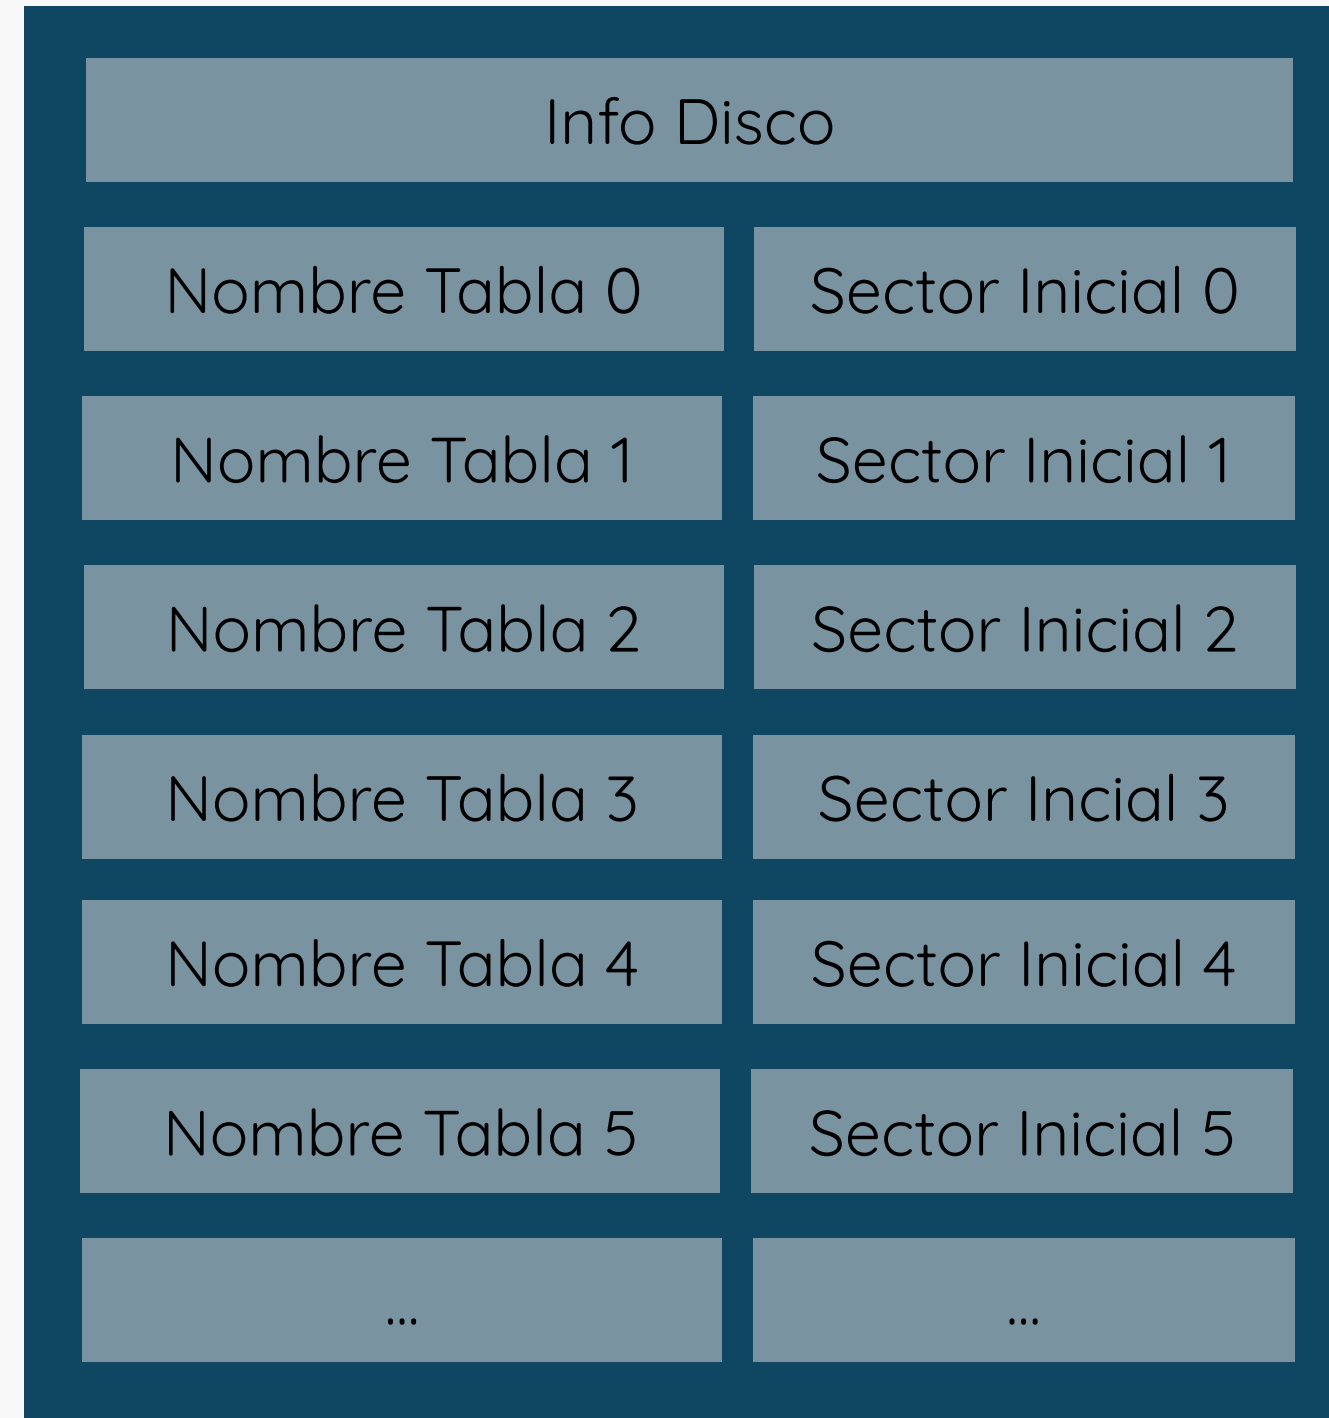 Info Disco
Nombre Tabla 0 Sector Inicial 0
Nombre Tabla 1 Sector Inicial 1
Nombre Tabla 2 Sector Inicial 2
Nombre Tabla 3 Sector Incial 3
Nombre Tabla 4 Sector Inicial 4
Nombre Tabla 5 Sector Inicial 5
... ...